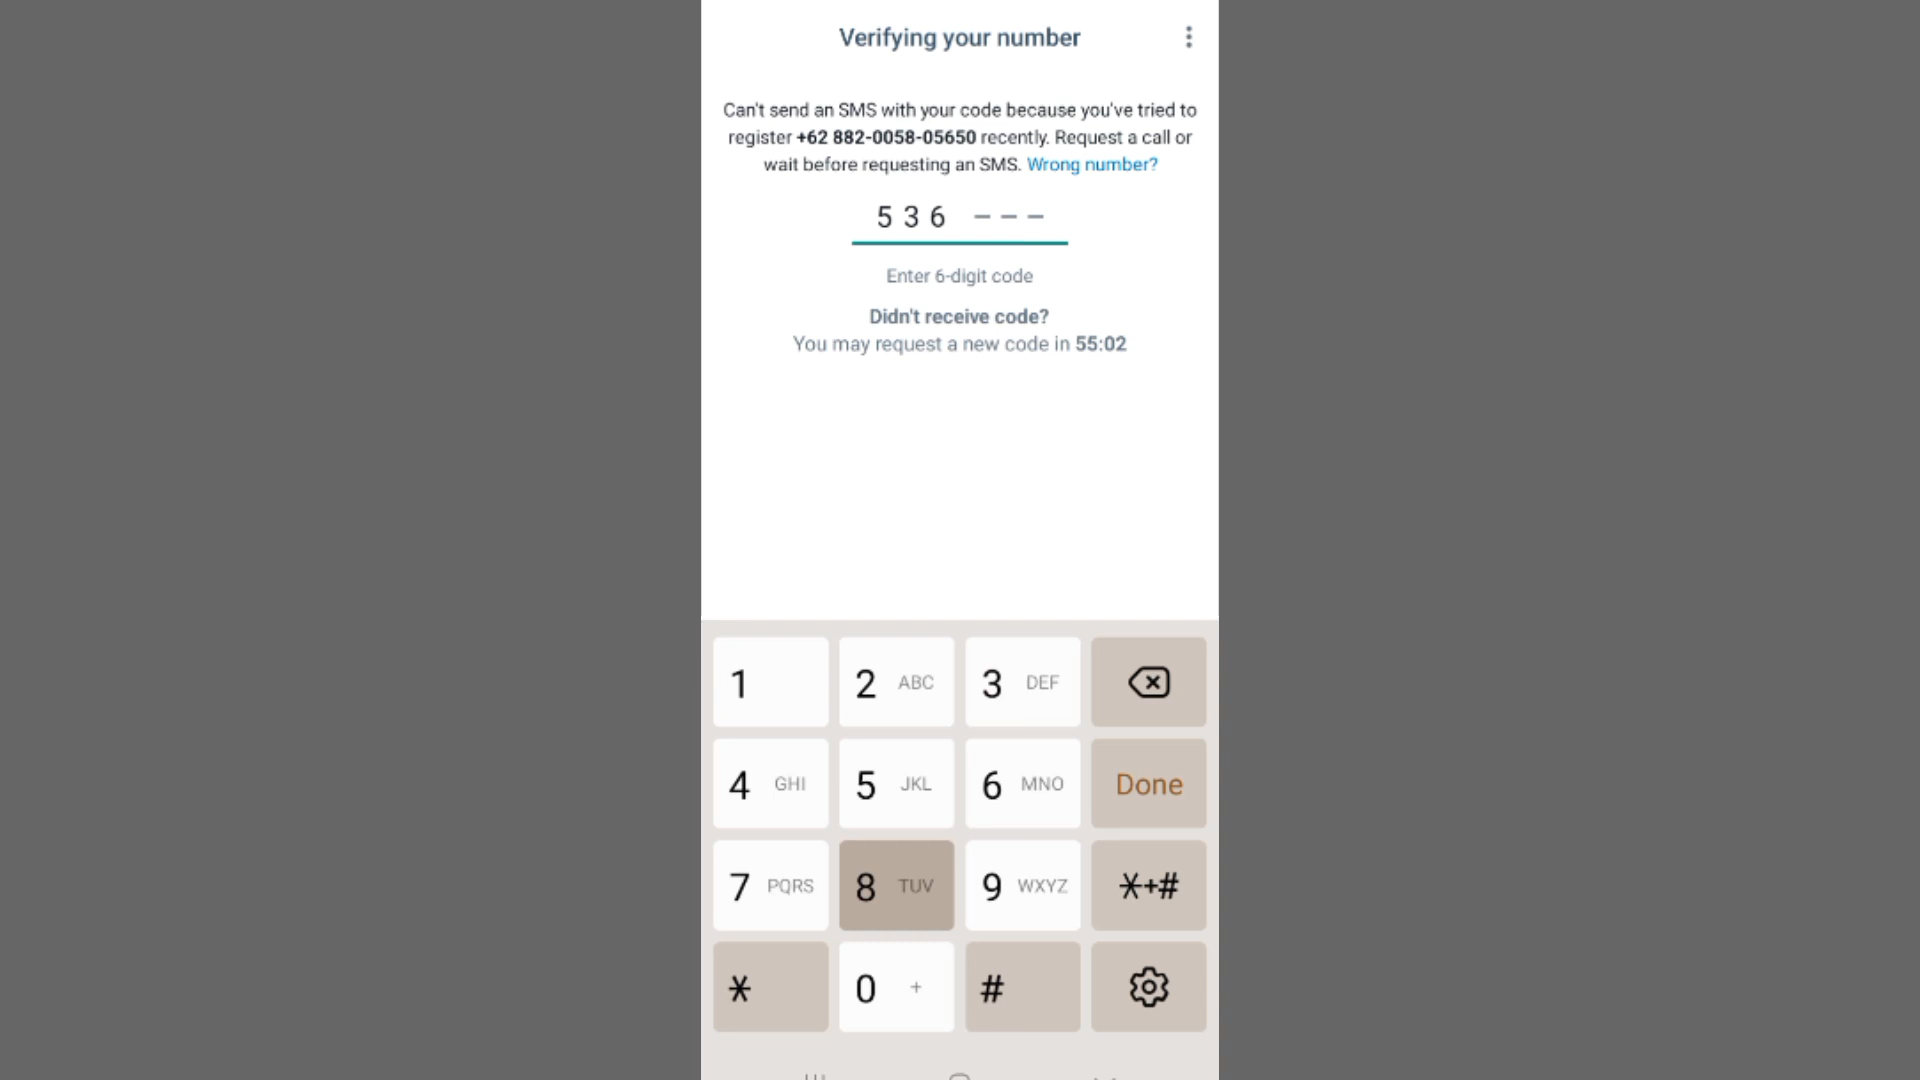 Verifying your number
Can't send an SMS with your code because you've tried to
register +62 882-0058-05650 recently. Request a call or
wait before requesting an SMS. Wrong number?
5 3 6 – – –
Enter 6-digit code
Didn't receive code?
You may request a new code in 55:02
1 2 ABC 3 DEF
4 GHI 5 JKL 6 MNO Done
7 PQRS 8 TUV 9 WXYZ *+#
* 0 + #